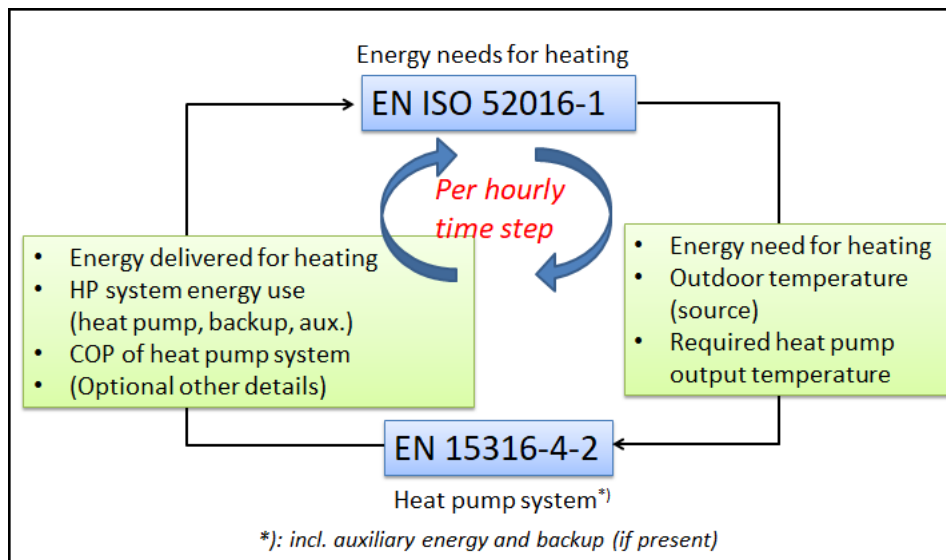 Energy needs for heating
EN ISO 52016-1
Per hourly
time step
• Energy delivered for heating
• HP system energy use
(heat pump, backup, aux.)
• COP of heat pump system
• (Optional other details)
• Energy need for heating
• Outdoor temperature
(source)
• Required heat pump
output temperature
EN 15316-4-2
Heat pump system*)
*): incl. auxiliary energy and backup (if present)